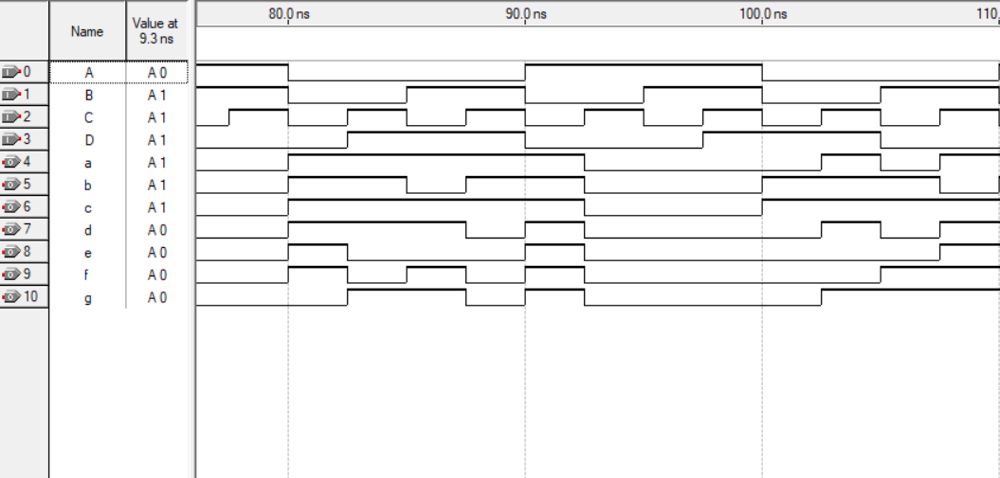 80.0 ns 90.0 ns 100.0 ns 110.
Name Value at
9.3 ns
0 A A 0
1 B A 1
2 C A 1
3 D A 1
4 a A 1
5 b A 1
6 c A 1
7 d A 0
8 e A 0
9 f A 0
10 g A 0